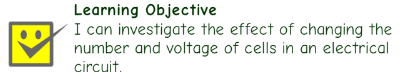 Learning Objective
I can investigate the effect of changing the
number and voltage of cells in an electrical
circuit.